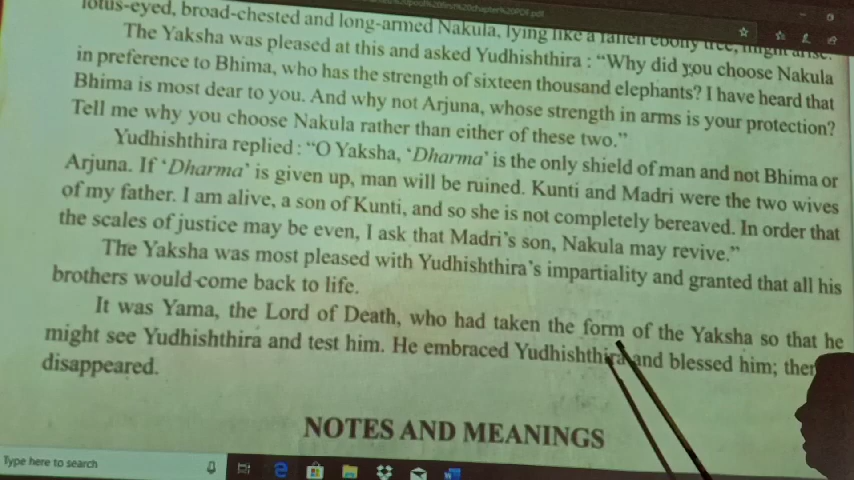 lotus-eyed, broad-chested and long-armed Nakula, lying like a fallen ebony tree, might arise.
The Yaksha was pleased at this and asked Yudhishthira : “Why did you choose Nakula
in preference to Bhima, who has the strength of sixteen thousand elephants? I have heard that
Bhima is most dear to you. And why not Arjuna, whose strength in arms is your protection?
Tell me why you choose Nakula rather than either of these two.”
Yudhishthira replied : “O Yaksha, ‘Dharma’ is the only shield of man and not Bhima or
Arjuna. If ‘Dharma’ is given up, man will be ruined. Kunti and Madri were the two wives
of my father. I am alive, a son of Kunti, and so she is not completely bereaved. In order that
the scales of justice may be even, I ask that Madri’s son, Nakula may revive.”
The Yaksha was most pleased with Yudhishthira’s impartiality and granted that all his
brothers would come back to life.
It was Yama, the Lord of Death, who had taken the form of the Yaksha so that he
might see Yudhishthira and test him. He embraced Yudhishthira and blessed him; then
disappeared.
NOTES AND MEANINGS
Type here to search